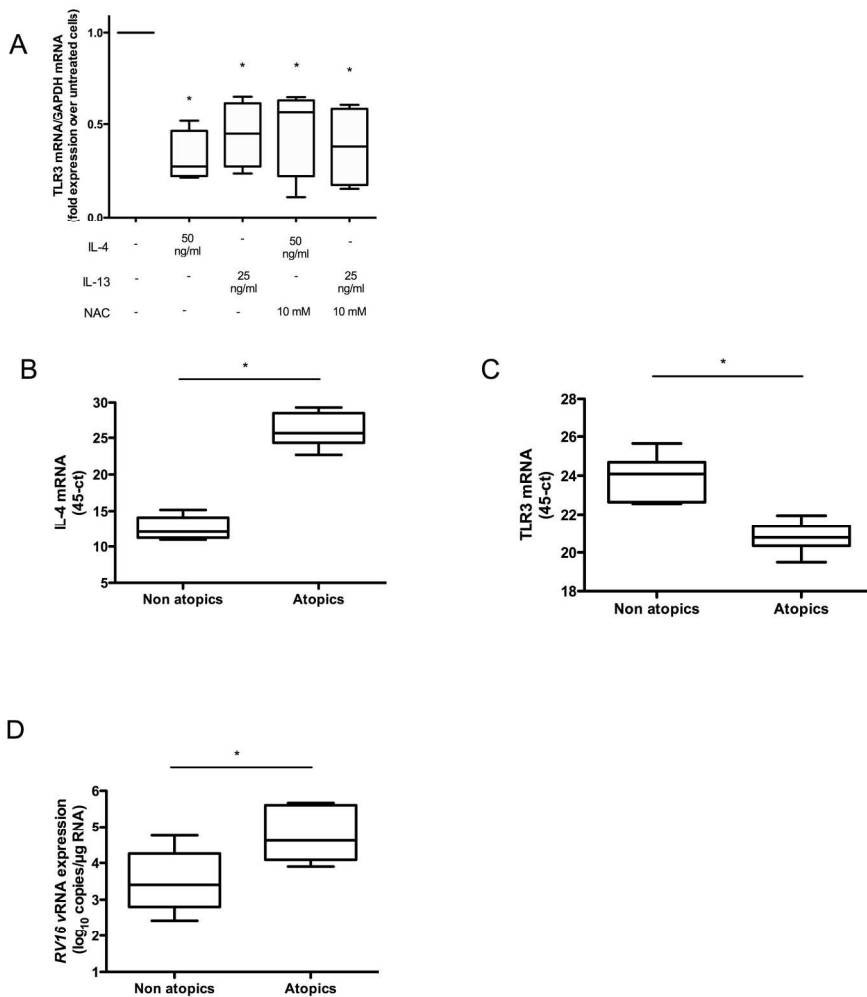 A
TLR3 mRNA/GAPDH mRNA
(fold expression over untreated cells)
1.0
0.5
0.0
* * * *
IL-4 - 50 ng/ml - 50 ng/ml -
IL-13 - - 25 ng/ml - 25 ng/ml
NAC - - - 10 mM 10 mM
B
*
IL-4 mRNA
(45-ct)
30
25
20
15
10
5
Non atopics Atopics
C
*
TLR3 mRNA
(45-ct)
28
26
24
22
20
18
Non atopics Atopics
D
*
RV16 vRNA expression
(log10 copies/µg RNA)
6
5
4
3
2
1
Non atopics Atopics